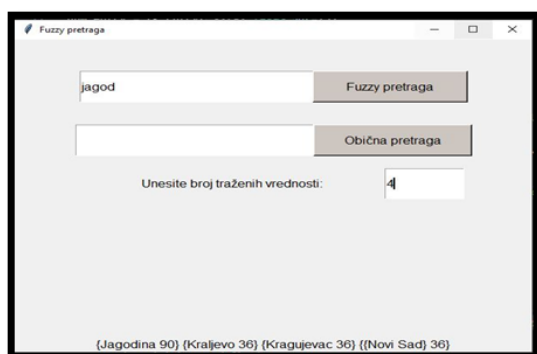 Fuzzy pretraga
jagod Fuzzy pretraga
Obična pretraga
Unesite broj traženih vrednosti: 4
{Jagodina 90} {Kraljevo 36} {Kragujevac 36} {{Novi Sad} 36}